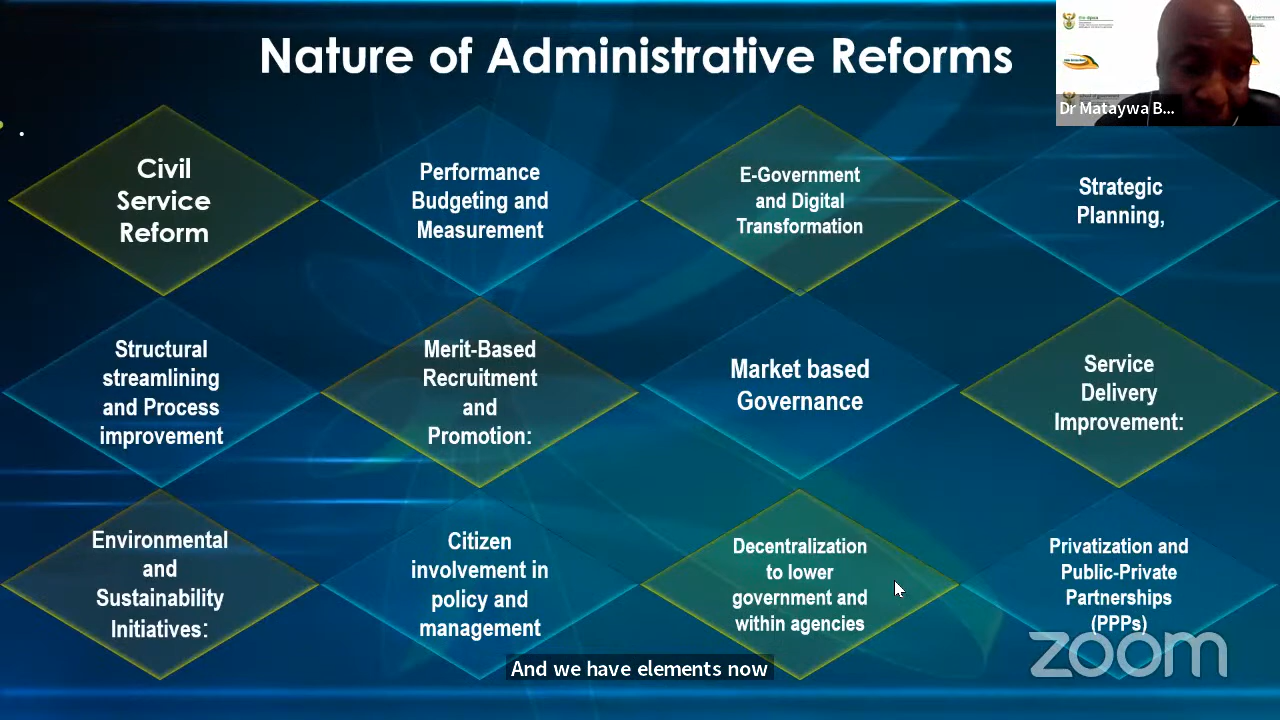 Nature of Administrative Reforms
Dr Mataywa B...
Civil
Service
Reform
Performance
Budgeting and
Measurement
E-Government
and Digital
Transformation
Strategic
Planning,
Structural
streamlining
and Process
improvement
Merit-Based
Recruitment
and
Promotion:
Market based
Governance
Service
Delivery
Improvement:
Environmental
and
Sustainability
Initiatives:
Citizen
involvement in
policy and
management
Decentralization
to lower
government and
within agencies
Privatization and
Public-Private
Partnerships
(PPPs)
And we have elements now
zoom